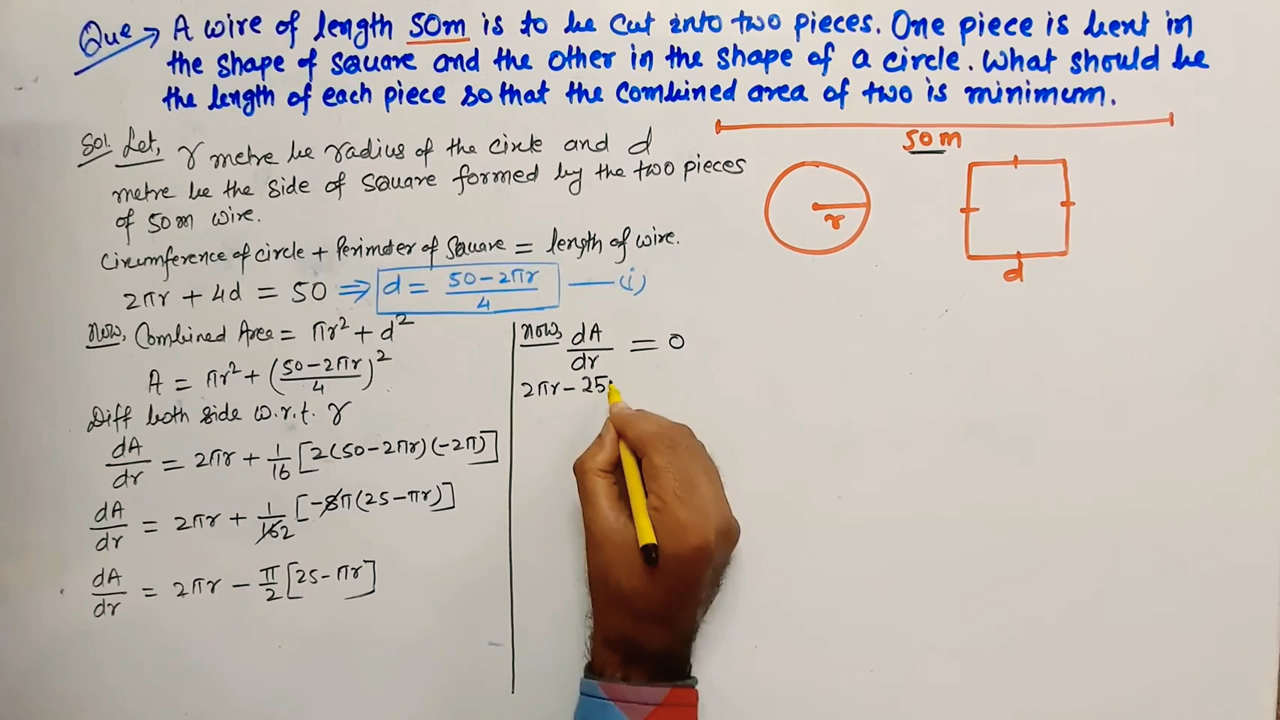 Que → A wire of length 50m is to be cut into two pieces. One piece is bent in
the shape of square and the other in the shape of a circle. What should be
the length of each piece so that the combined area of two is minimum.
50m
r
d
Sol. Let, r metre be radius of the circle and d
metre be the side of square formed by the two pieces
of 50m wire.
Circumference of circle + Perimeter of square = length of wire.
2πr + 4d = 50 ⇒ d = (50-2πr)/4 —(i)
Now, Combined Area = πr² + d²
A = πr² + ((50-2πr)/4)²
Diff both side w.r.t. r
dA/dr = 2πr + 1/16 [2(50-2πr)(-2π)]
dA/dr = 2πr + 1/162 [-8π(25-πr)]
dA/dr = 2πr - π/2 [25-πr]
Now, dA/dr = 0
2πr - 25